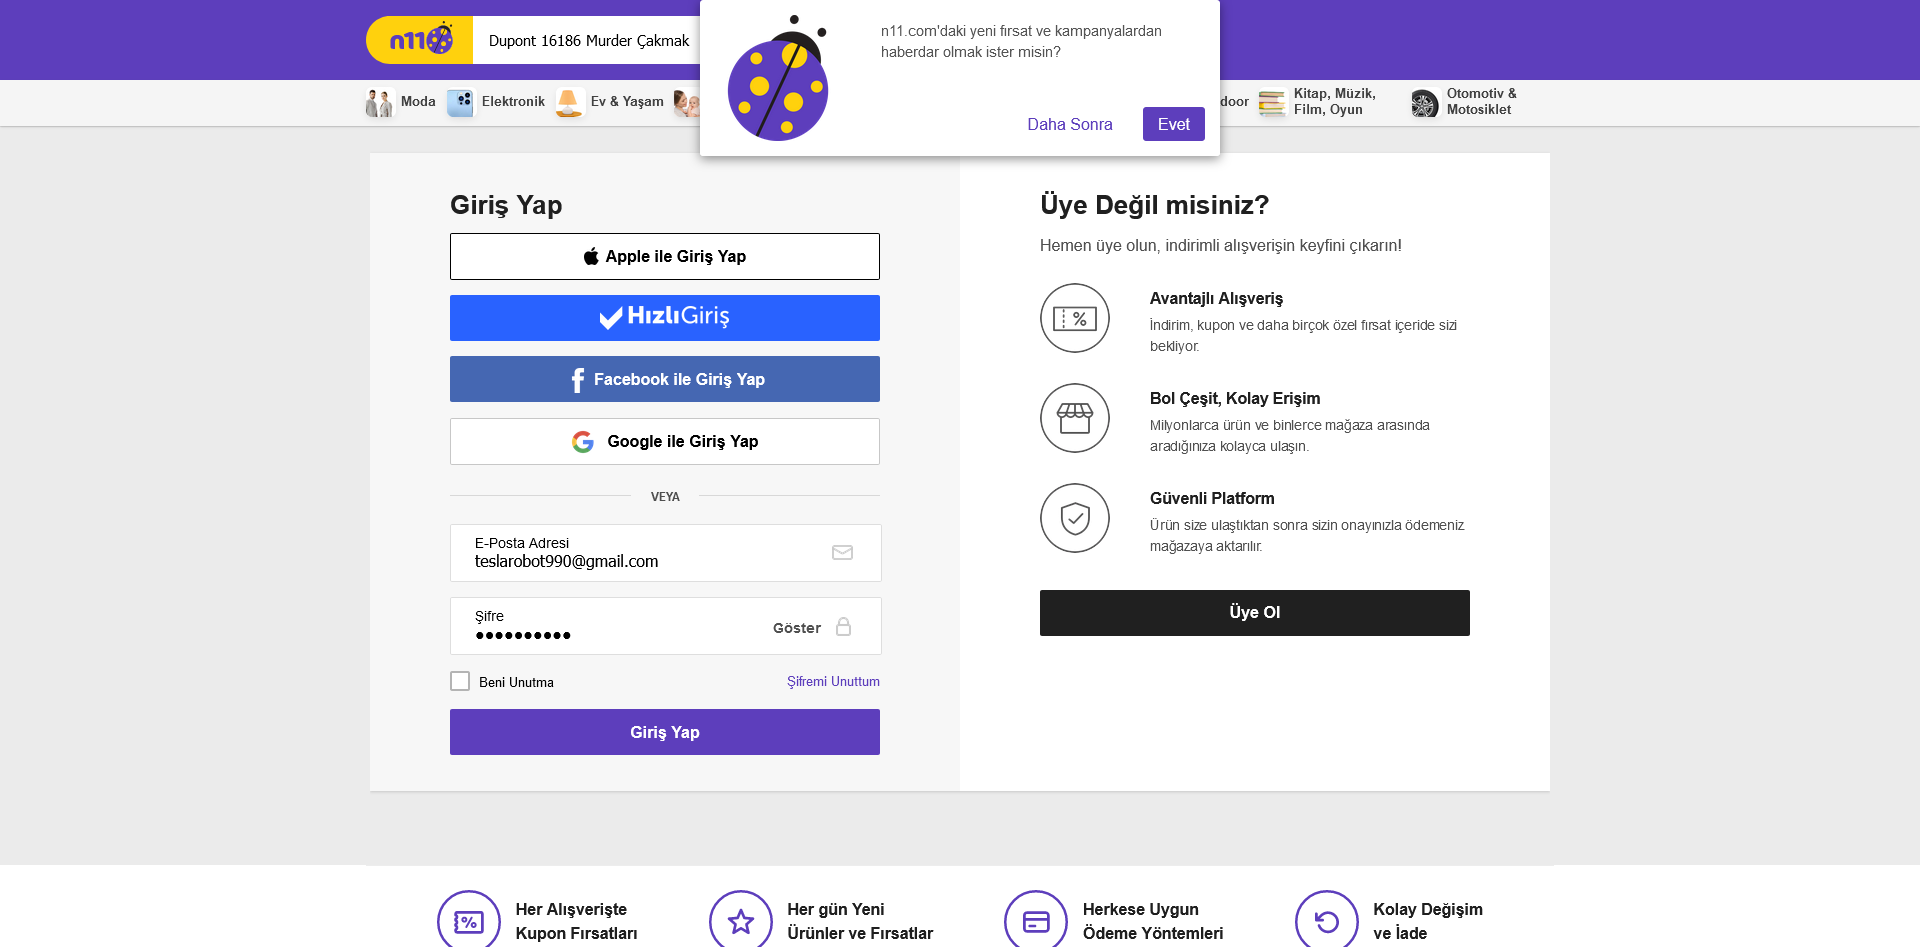 n11
Dupont 16186 Murder Çakmak
n11.com'daki yeni fırsat ve kampanyalardan
haberdar olmak ister misin?
Daha Sonra
Evet
Moda
Elektronik
Ev & Yaşam
door
Kitap, Müzik,
Film, Oyun
Otomotiv &
Motosiklet
Giriş Yap
Apple ile Giriş Yap
HızlıGiriş
Facebook ile Giriş Yap
Google ile Giriş Yap
VEYA
E-Posta Adresi
teslarobot990@gmail.com
Şifre
●●●●●●●●●●
Göster
Beni Unutma
Şifremi Unuttum
Giriş Yap
Üye Değil misiniz?
Hemen üye olun, indirimli alışverişin keyfini çıkarın!
Avantajlı Alışveriş
İndirim, kupon ve daha birçok özel fırsat içeride sizi
bekliyor.
Bol Çeşit, Kolay Erişim
Milyonlarca ürün ve binlerce mağaza arasında
aradığınıza kolayca ulaşın.
Güvenli Platform
Ürün size ulaştıktan sonra sizin onayınızla ödemeniz
mağazaya aktarılır.
Üye Ol
Her Alışverişte
Kupon Fırsatları
Her gün Yeni
Ürünler ve Fırsatlar
Herkese Uygun
Ödeme Yöntemleri
Kolay Değişim
ve İade